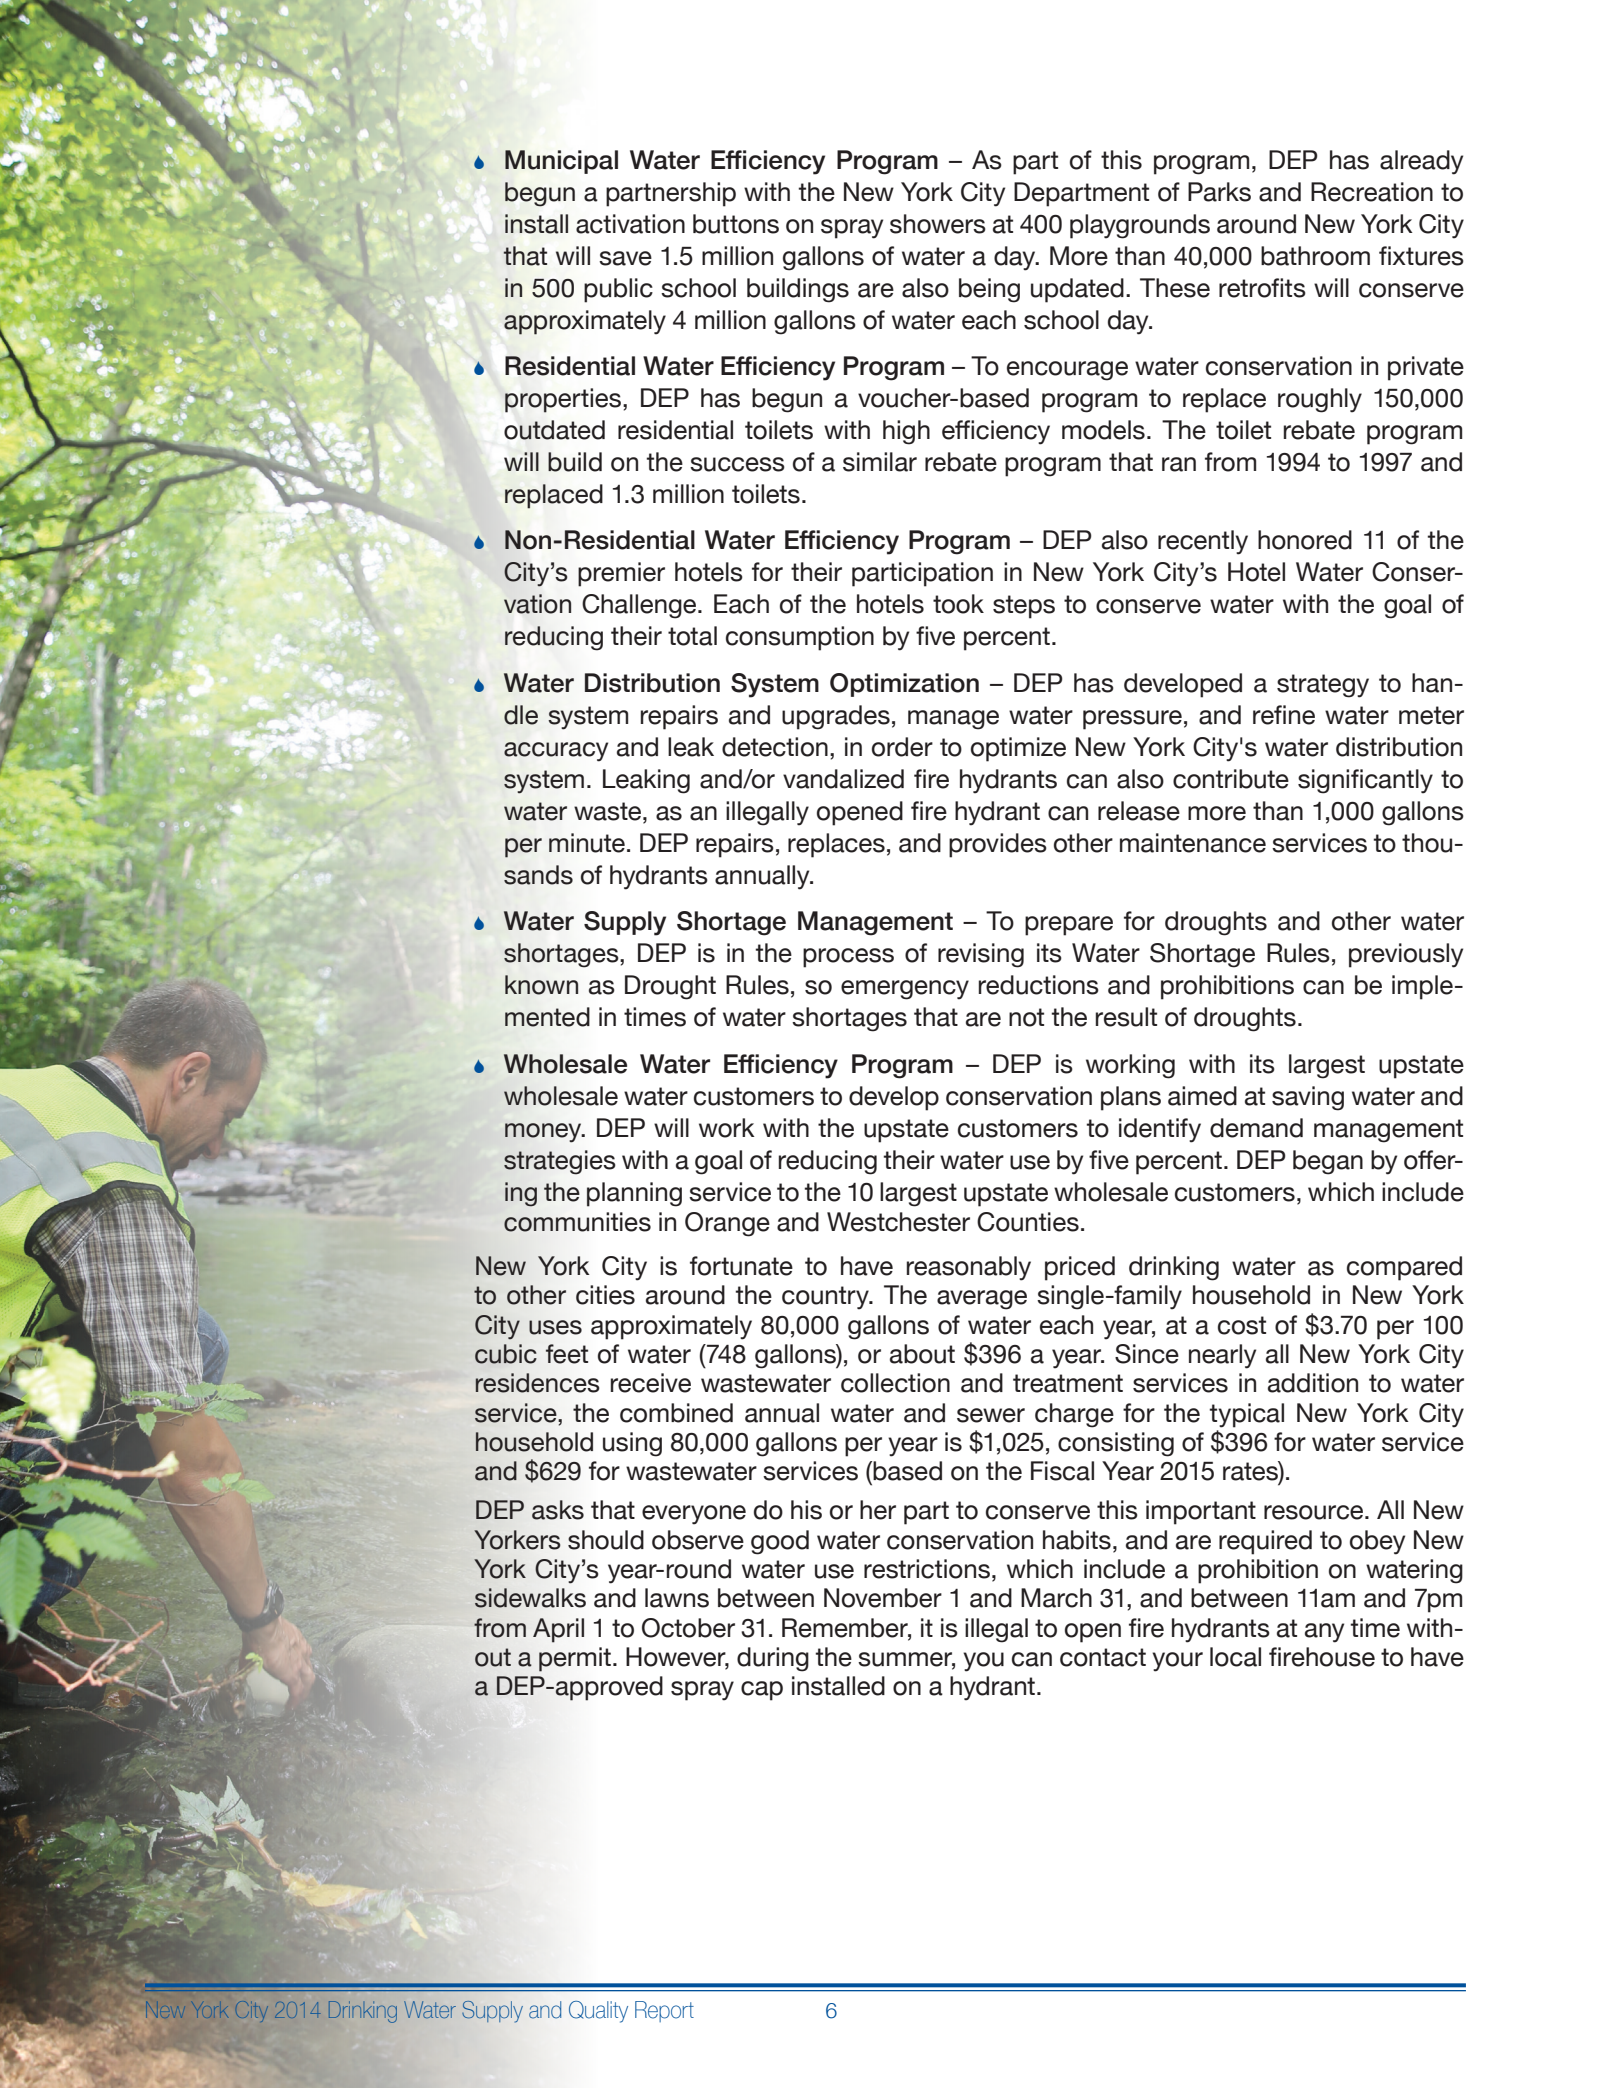 Municipal Water Efficiency Program – As part of this program, DEP has already
begun a partnership with the New York City Department of Parks and Recreation to
install activation buttons on spray showers at 400 playgrounds around New York City
that will save 1.5 million gallons of water a day. More than 40,000 bathroom fixtures
in 500 public school buildings are also being updated. These retrofits will conserve
approximately 4 million gallons of water each school day.
Residential Water Efficiency Program – To encourage water conservation in private
properties, DEP has begun a voucher-based program to replace roughly 150,000
outdated residential toilets with high efficiency models. The toilet rebate program
will build on the success of a similar rebate program that ran from 1994 to 1997 and
replaced 1.3 million toilets.
Non-Residential Water Efficiency Program – DEP also recently honored 11 of the
City’s premier hotels for their participation in New York City’s Hotel Water Conser-
vation Challenge. Each of the hotels took steps to conserve water with the goal of
reducing their total consumption by five percent.
Water Distribution System Optimization – DEP has developed a strategy to han-
dle system repairs and upgrades, manage water pressure, and refine water meter
accuracy and leak detection, in order to optimize New York City's water distribution
system. Leaking and/or vandalized fire hydrants can also contribute significantly to
water waste, as an illegally opened fire hydrant can release more than 1,000 gallons
per minute. DEP repairs, replaces, and provides other maintenance services to thou-
sands of hydrants annually.
Water Supply Shortage Management – To prepare for droughts and other water
shortages, DEP is in the process of revising its Water Shortage Rules, previously
known as Drought Rules, so emergency reductions and prohibitions can be imple-
mented in times of water shortages that are not the result of droughts.
Wholesale Water Efficiency Program – DEP is working with its largest upstate
wholesale water customers to develop conservation plans aimed at saving water and
money. DEP will work with the upstate customers to identify demand management
strategies with a goal of reducing their water use by five percent. DEP began by offer-
ing the planning service to the 10 largest upstate wholesale customers, which include
communities in Orange and Westchester Counties.
New York City is fortunate to have reasonably priced drinking water as compared
to other cities around the country. The average single-family household in New York
City uses approximately 80,000 gallons of water each year, at a cost of $3.70 per 100
cubic feet of water (748 gallons), or about $396 a year. Since nearly all New York City
residences receive wastewater collection and treatment services in addition to water
service, the combined annual water and sewer charge for the typical New York City
household using 80,000 gallons per year is $1,025, consisting of $396 for water service
and $629 for wastewater services (based on the Fiscal Year 2015 rates).
DEP asks that everyone do his or her part to conserve this important resource. All New
Yorkers should observe good water conservation habits, and are required to obey New
York City’s year-round water use restrictions, which include a prohibition on watering
sidewalks and lawns between November 1 and March 31, and between 11am and 7pm
from April 1 to October 31. Remember, it is illegal to open fire hydrants at any time with-
out a permit. However, during the summer, you can contact your local firehouse to have
a DEP-approved spray cap installed on a hydrant.
New York City 2014 Drinking Water Supply and Quality Report 6